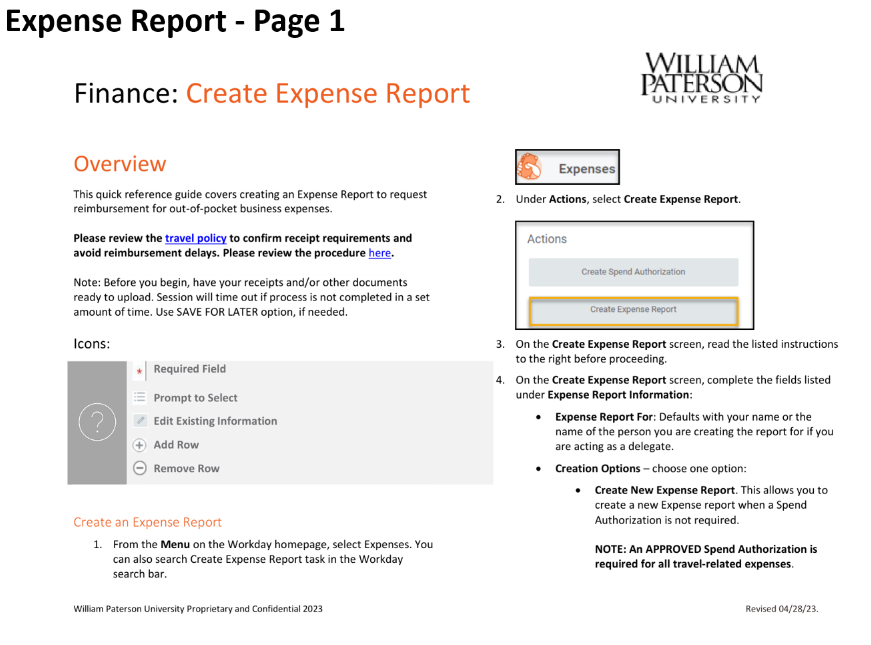 Expense Report - Page 1
Finance: Create Expense Report
WILLIAM
PATERSON
UNIVERSITY
Overview
This quick reference guide covers creating an Expense Report to request
reimbursement for out-of-pocket business expenses.
Please review the travel policy to confirm receipt requirements and
avoid reimbursement delays. Please review the procedure here.
Note: Before you begin, have your receipts and/or other documents
ready to upload. Session will time out if process is not completed in a set
amount of time. Use SAVE FOR LATER option, if needed.
Icons:
?
* Required Field
Prompt to Select
Edit Existing Information
+ Add Row
− Remove Row
Create an Expense Report
1. From the Menu on the Workday homepage, select Expenses. You
can also search Create Expense Report task in the Workday
search bar.
Expenses
2. Under Actions, select Create Expense Report.
Actions
Create Spend Authorization
Create Expense Report
3. On the Create Expense Report screen, read the listed instructions
to the right before proceeding.
4. On the Create Expense Report screen, complete the fields listed
under Expense Report Information:
• Expense Report For: Defaults with your name or the
name of the person you are creating the report for if you
are acting as a delegate.
• Creation Options – choose one option:
• Create New Expense Report. This allows you to
create a new Expense report when a Spend
Authorization is not required.
NOTE: An APPROVED Spend Authorization is
required for all travel-related expenses.
William Paterson University Proprietary and Confidential 2023
Revised 04/28/23.